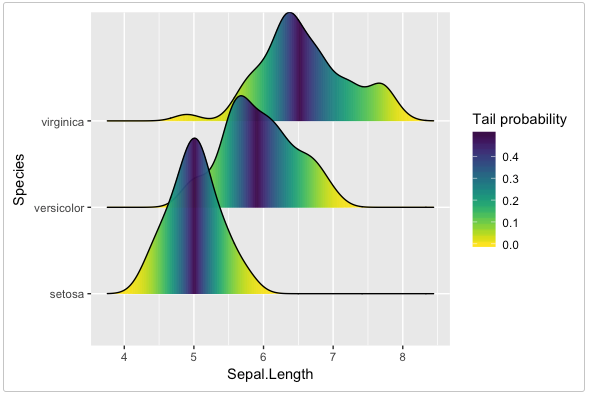 Species
virginica
versicolor
setosa
4 5 6 7 8
Sepal.Length
Tail probability
0.4
0.3
0.2
0.1
0.0